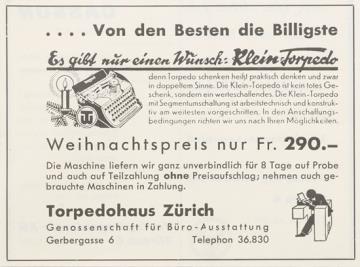 .... Von den Besten die Billigste
Es gibt nur einen Wunsch: Klein-Torpedo
denn Torpedo schenken heißt praktisch denken und zwar
in doppeltem Sinne. Die Klein-Torpedo ist kein totes Ge-
schenk, sondern ein werteschaffendes. Die Klein-Torpedo
mit Segmentumschaltung ist arbeitstechnisch und konstruk-
tiv am weitesten vorgeschritten. In den Anschaffungs-
bedingungen richten wir uns nach Ihren Möglichkeiten.
Weihnachtspreis nur Fr. 290.—
Die Maschine liefern wir ganz unverbindlich für 8 Tage auf Probe
und auch auf Teilzahlung ohne Preisaufschlag; nehmen auch ge-
brauchte Maschinen in Zahlung.
Torpedohaus Zürich
Genossenschaft für Büro-Ausstattung
Gerbergasse 6 Telephon 36.830